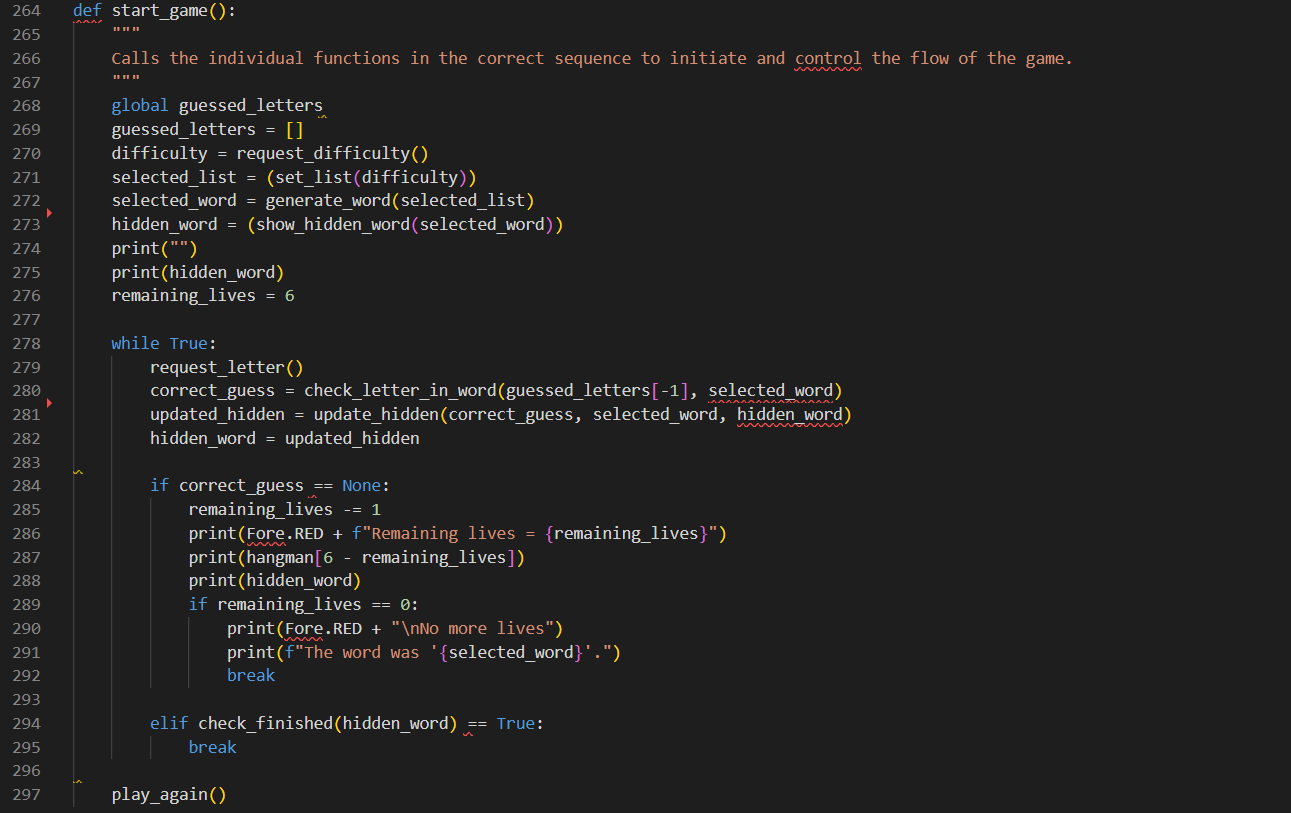 264 def start_game():
265     """
266     Calls the individual functions in the correct sequence to initiate and control the flow of the game.
267     """
268     global guessed_letters
269     guessed_letters = []
270     difficulty = request_difficulty()
271     selected_list = (set_list(difficulty))
272     selected_word = generate_word(selected_list)
273     hidden_word = (show_hidden_word(selected_word))
274     print("")
275     print(hidden_word)
276     remaining_lives = 6
277
278     while True:
279         request_letter()
280         correct_guess = check_letter_in_word(guessed_letters[-1], selected_word)
281         updated_hidden = update_hidden(correct_guess, selected_word, hidden_word)
282         hidden_word = updated_hidden
283
284         if correct_guess == None:
285             remaining_lives -= 1
286             print(Fore.RED + f"Remaining lives = {remaining_lives}")
287             print(hangman[6 - remaining_lives])
288             print(hidden_word)
289             if remaining_lives == 0:
290                 print(Fore.RED + "\nNo more lives")
291                 print(f"The word was '{selected_word}'.")
292                 break
293
294         elif check_finished(hidden_word) == True:
295             break
296
297     play_again()